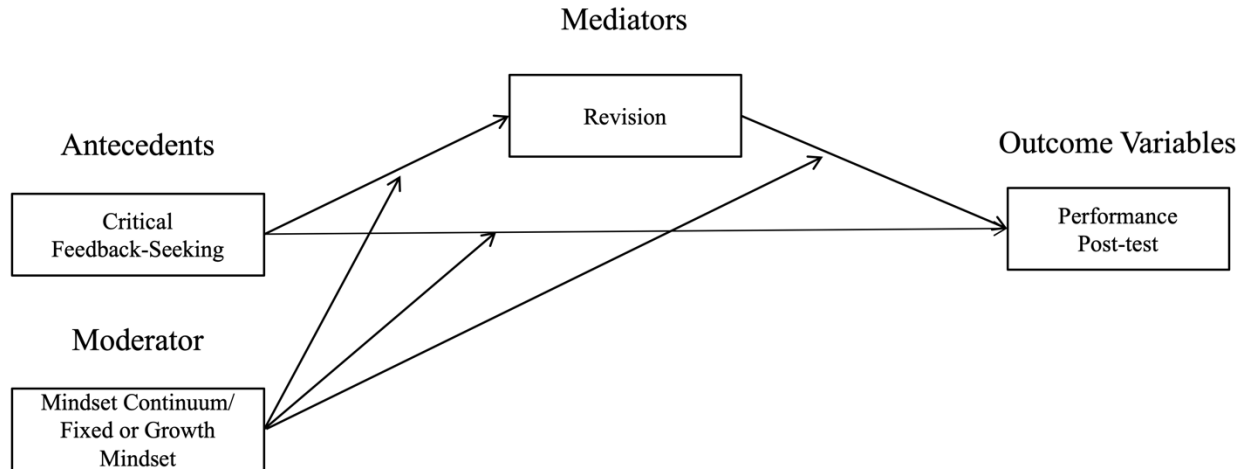 Mediators
Revision
Antecedents
Critical
Feedback-Seeking
Outcome Variables
Performance
Post-test
Moderator
Mindset Continuum/
Fixed or Growth
Mindset